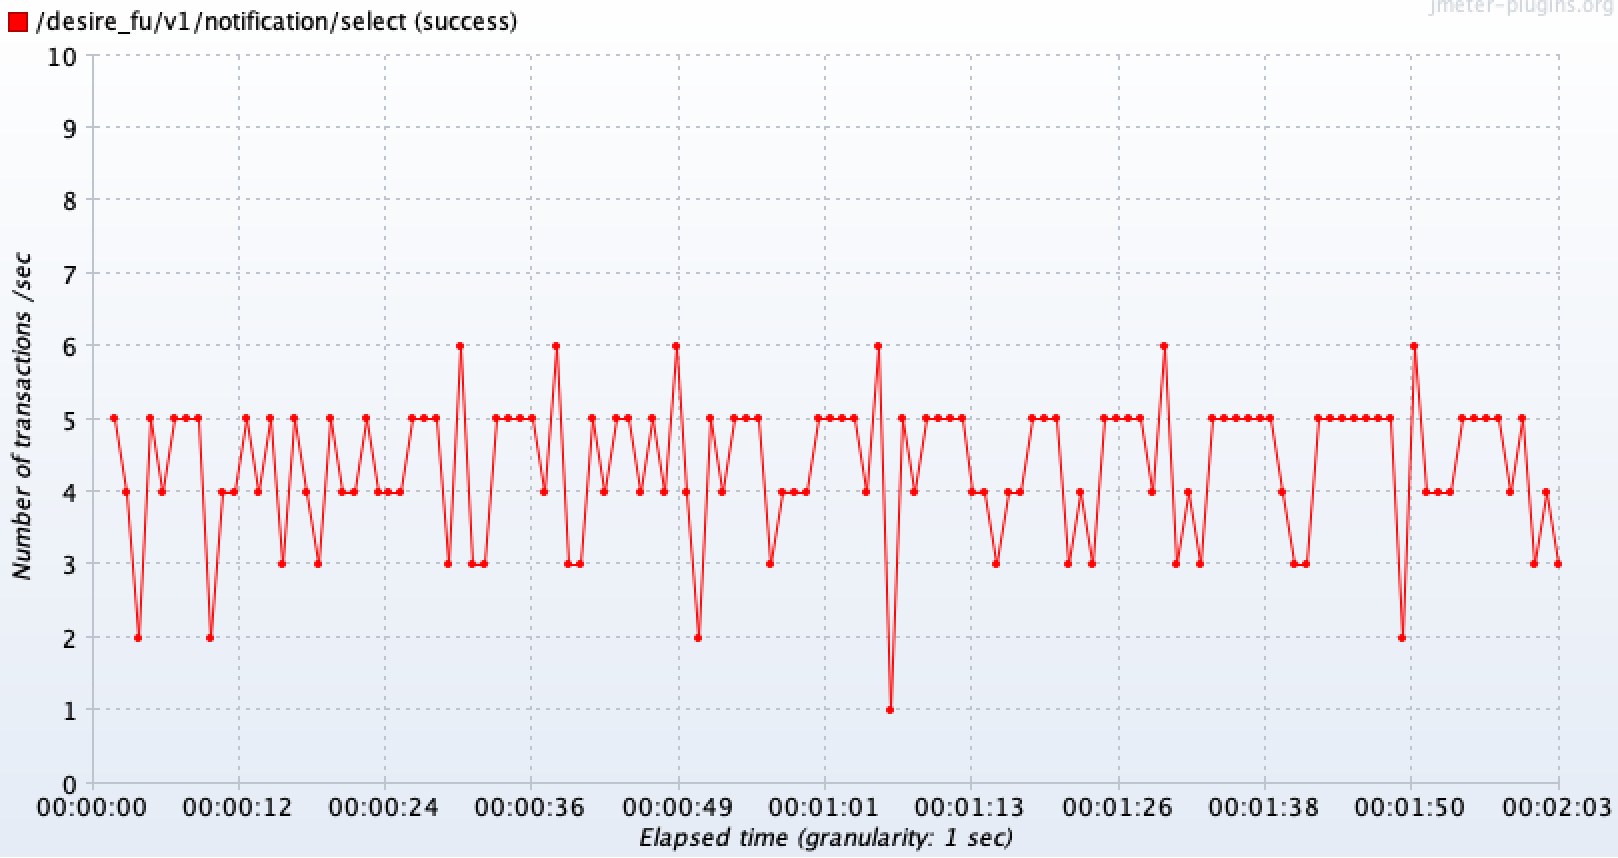 jmeter-plugins.org
/desire_fu/v1/notification/select (success)
10
9
8
7
6
5
4
3
2
1
0
Number of transactions /sec
00:00:00 00:00:12 00:00:24 00:00:36 00:00:49 00:01:01 00:01:13 00:01:26 00:01:38 00:01:50 00:02:03
Elapsed time (granularity: 1 sec)